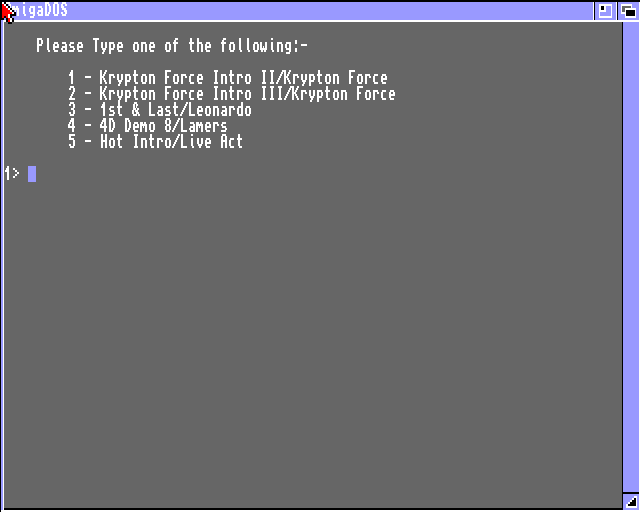 migaDOS
Please Type one of the following:-
1 - Krypton Force Intro II/Krypton Force
2 - Krypton Force Intro III/Krypton Force
3 - 1st & Last/Leonardo
4 - 4D Demo 8/Lamers
5 - Hot Intro/Live Act
1>